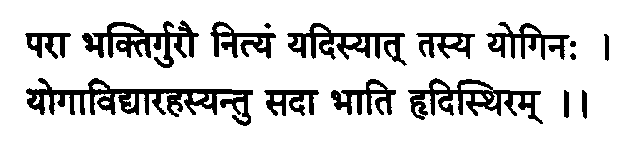 परा भक्तिर्गुरौ नित्यं यदिस्यात् तस्य योगिनः ।
योगाविद्यारहस्यन्तु सदा भाति हृदिस्थिरम् ।।